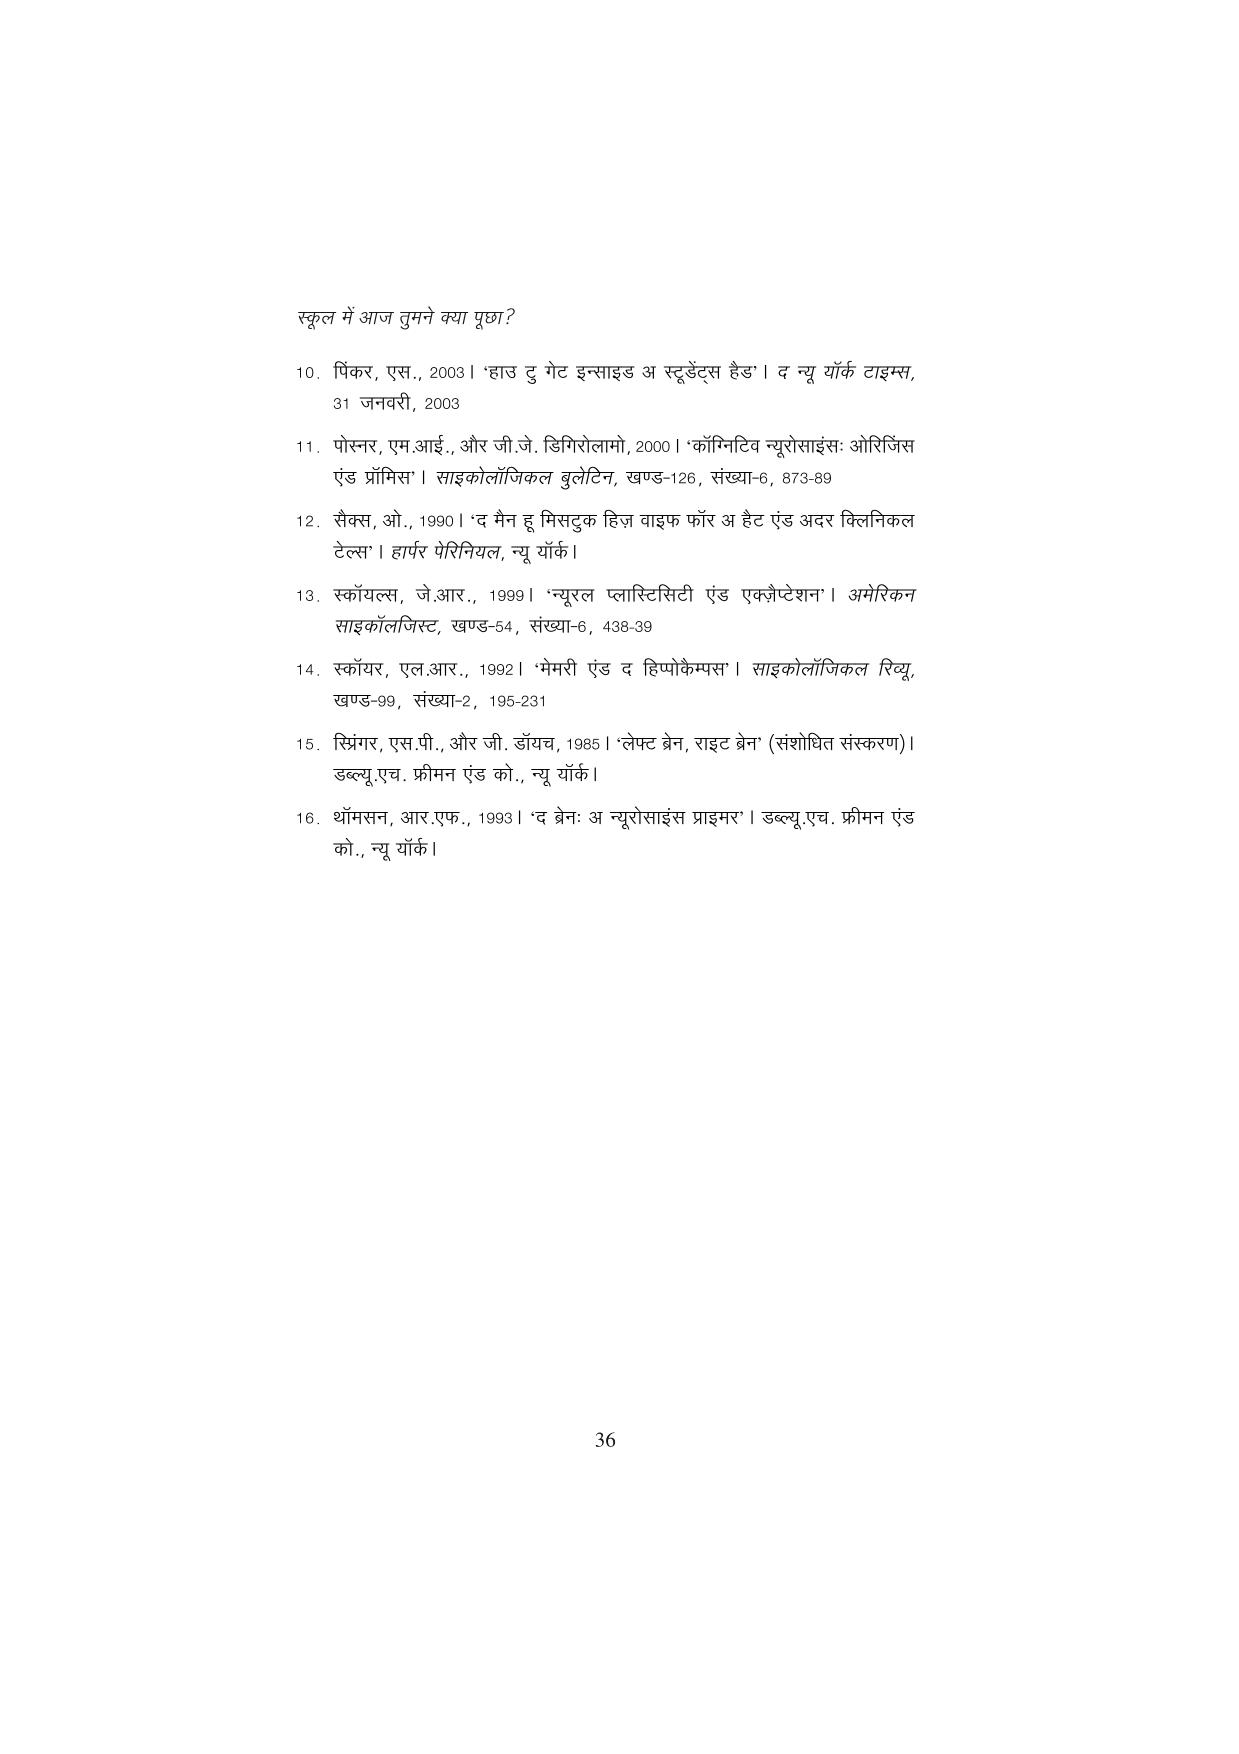 स्कूल में आज तुमने क्या पूछा?
10. पिंकर, एस., 2003। ‘हाउ टु गेट इन्साइड अ स्टूडेंट्स हैड’। द न्यू यॉर्क टाइम्स,
31 जनवरी, 2003
11. पोस्नर, एम.आई., और जी.जे. डिगिरोलामो, 2000। ‘कॉग्निटिव न्यूरोसाइंसः ओरिजिंस
एंड प्रॉमिस’। साइकोलॉजिकल बुलेटिन, खण्ड-126, संख्या-6, 873-89
12. सैक्स, ओ., 1990। ‘द मैन हू मिसटुक हिज़ वाइफ फॉर अ हैट एंड अदर क्लिनिकल
टेल्स’। हार्पर पेरिनियल, न्यू यॉर्क।
13. स्कॉयल्स, जे.आर., 1999। ‘न्यूरल प्लास्टिसिटी एंड एक्ज़ैप्टेशन’। अमेरिकन
साइकॉलजिस्ट, खण्ड-54, संख्या-6, 438-39
14. स्कॉयर, एल.आर., 1992। ‘मेमरी एंड द हिप्पोकैम्पस’। साइकोलॉजिकल रिव्यू,
खण्ड-99, संख्या-2, 195-231
15. स्प्रिंगर, एस.पी., और जी. डॉयच, 1985। ‘लेफ्ट ब्रेन, राइट ब्रेन’ (संशोधित संस्करण)।
डब्ल्यू.एच. फ्रीमन एंड को., न्यू यॉर्क।
16. थॉमसन, आर.एफ., 1993। ‘द ब्रेनः अ न्यूरोसाइंस प्राइमर’। डब्ल्यू.एच. फ्रीमन एंड
को., न्यू यॉर्क।
36